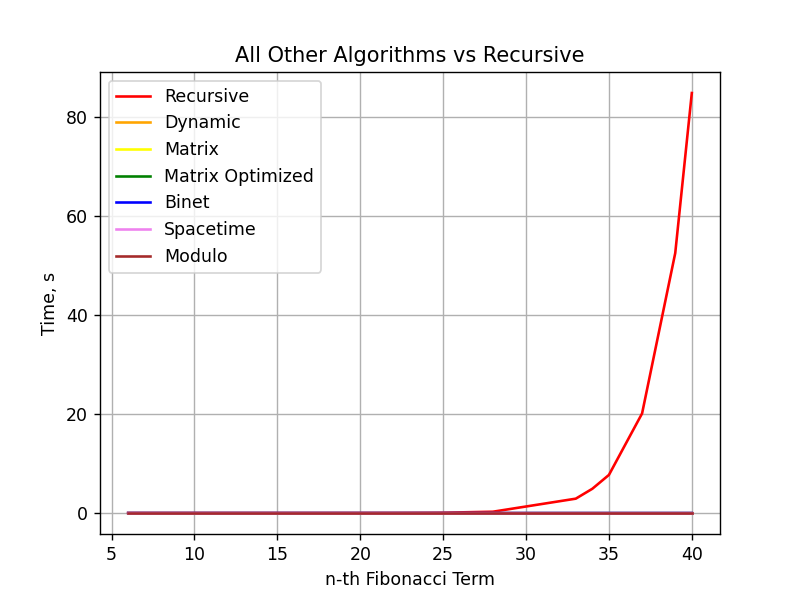 All Other Algorithms vs Recursive
Recursive
Dynamic
Matrix
Matrix Optimized
Binet
Spacetime
Modulo
80
60
40
20
0
Time, s
5 10 15 20 25 30 35 40
n-th Fibonacci Term